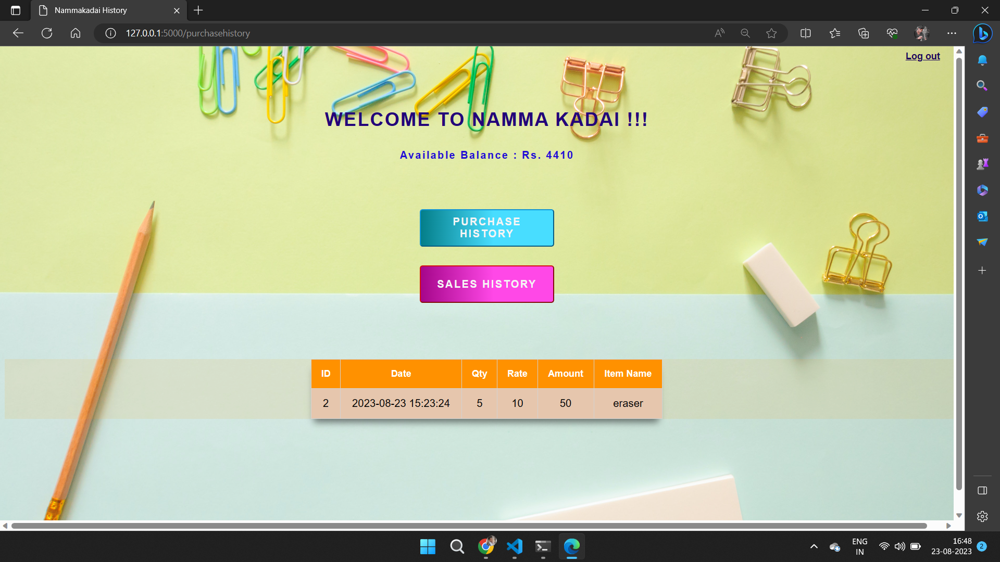 Nammakadai History
127.0.0.1:5000/purchasehistory
Log out
WELCOME TO NAMMA KADAI !!!
Available Balance : Rs. 4410
PURCHASE
HISTORY
SALES HISTORY
ID Date Qty Rate Amount Item Name
2 2023-08-23 15:23:24 5 10 50 eraser
ENG
IN
16:48
23-08-2023
2